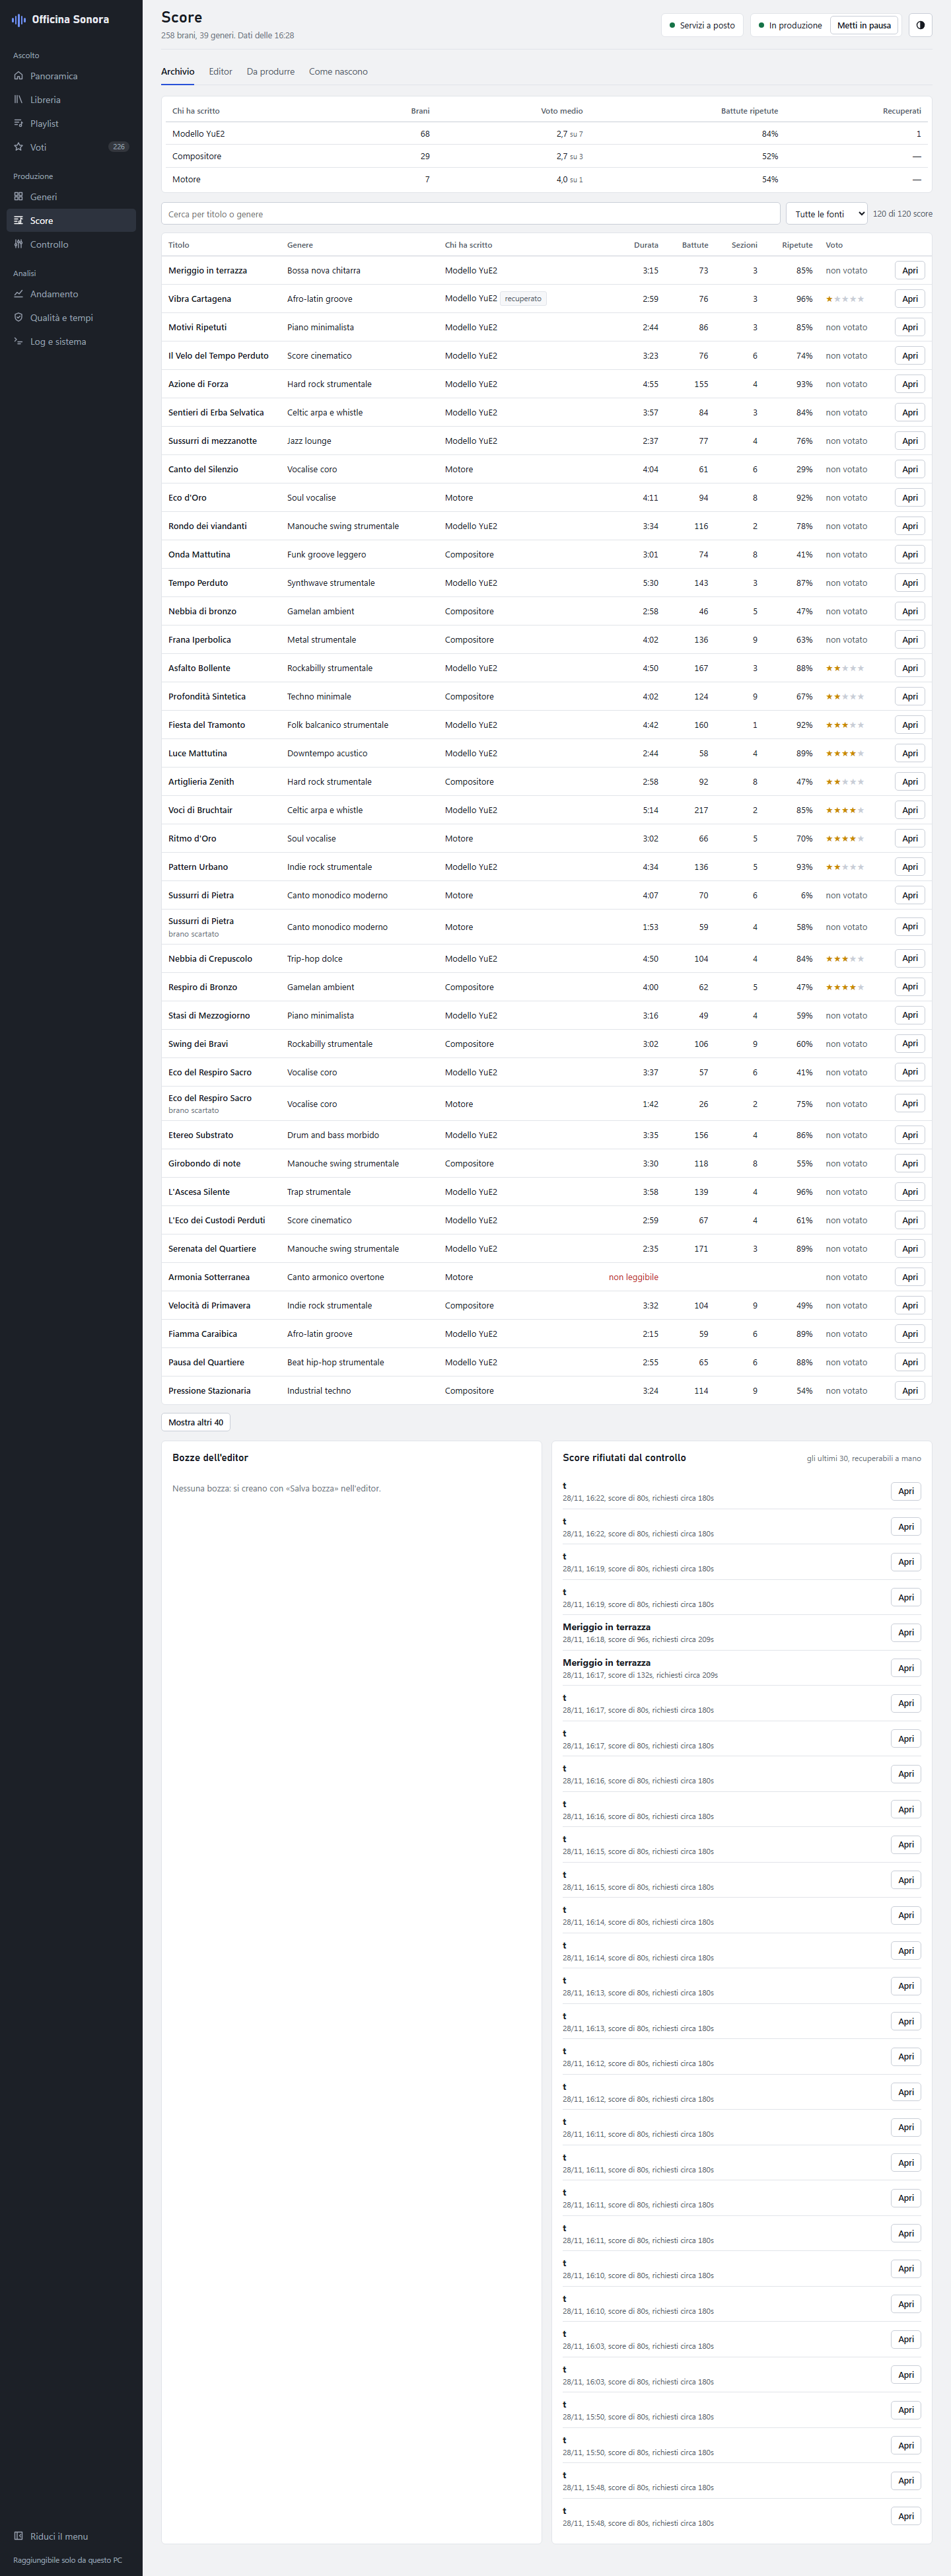 Officina Sonora
Ascolto
Panoramica
Libreria
Playlist
Voti 226
Produzione
Generi
Score
Controllo
Analisi
Andamento
Qualità e tempi
Log e sistema
Riduci il menu
Raggiungibile solo da questo PC
Score
258 brani, 39 generi. Dati delle 16:28
Servizi a posto
In produzione Metti in pausa
Archivio Editor Da produrre Come nascono
Chi ha scritto Brani Voto medio Battute ripetute Recuperati
Modello YuE2 68 2,7 su 7 84% 1
Compositore 29 2,7 su 3 52% —
Motore 7 4,0 su 1 54% —
Cerca per titolo o genere Tutte le fonti 120 di 120 score
Titolo Genere Chi ha scritto Durata Battute Sezioni Ripetute Voto
Meriggio in terrazza Bossa nova chitarra Modello YuE2 3:15 73 3 85% non votato Apri
Vibra Cartagena Afro-latin groove Modello YuE2 recuperato 2:59 76 3 96% ★★★★★ Apri
Motivi Ripetuti Piano minimalista Modello YuE2 2:44 86 3 85% non votato Apri
Il Velo del Tempo Perduto Score cinematico Modello YuE2 3:23 76 6 74% non votato Apri
Azione di Forza Hard rock strumentale Modello YuE2 4:55 155 4 93% non votato Apri
Sentieri di Erba Selvatica Celtic arpa e whistle Modello YuE2 3:57 84 3 84% non votato Apri
Sussurri di mezzanotte Jazz lounge Modello YuE2 2:37 77 4 76% non votato Apri
Canto del Silenzio Vocalise coro Motore 4:04 61 6 29% non votato Apri
Eco d'Oro Soul vocalise Motore 4:11 94 8 92% non votato Apri
Rondo dei viandanti Manouche swing strumentale Modello YuE2 3:34 116 2 78% non votato Apri
Onda Mattutina Funk groove leggero Compositore 3:01 74 8 41% non votato Apri
Tempo Perduto Synthwave strumentale Modello YuE2 5:30 143 3 87% non votato Apri
Nebbia di bronzo Gamelan ambient Compositore 2:58 46 5 47% non votato Apri
Frana Iperbolica Metal strumentale Compositore 4:02 136 9 63% non votato Apri
Asfalto Bollente Rockabilly strumentale Modello YuE2 4:50 167 3 88% ★★★★★ Apri
Profondità Sintetica Techno minimale Compositore 4:02 124 9 67% ★★★★★ Apri
Fiesta del Tramonto Folk balcanico strumentale Modello YuE2 4:42 160 1 92% ★★★★★ Apri
Luce Mattutina Downtempo acustico Modello YuE2 2:44 58 4 89% ★★★★★ Apri
Artiglieria Zenith Hard rock strumentale Compositore 2:58 92 8 47% ★★★★★ Apri
Voci di Bruchtair Celtic arpa e whistle Modello YuE2 5:14 217 2 85% ★★★★★ Apri
Ritmo d'Oro Soul vocalise Motore 3:02 66 5 70% ★★★★★ Apri
Pattern Urbano Indie rock strumentale Modello YuE2 4:34 136 5 93% ★★★★★ Apri
Sussurri di Pietra Canto monodico moderno Motore 4:07 70 6 6% non votato Apri
Sussurri di Pietra
brano scartato Canto monodico moderno Motore 1:53 59 4 58% non votato Apri
Nebbia di Crepuscolo Trip-hop dolce Modello YuE2 4:50 104 4 84% ★★★★★ Apri
Respiro di Bronzo Gamelan ambient Compositore 4:00 62 5 47% ★★★★★ Apri
Stasi di Mezzogiorno Piano minimalista Modello YuE2 3:16 49 4 59% non votato Apri
Swing dei Bravi Rockabilly strumentale Compositore 3:02 106 9 60% non votato Apri
Eco del Respiro Sacro Vocalise coro Modello YuE2 3:37 57 6 41% non votato Apri
Eco del Respiro Sacro
brano scartato Vocalise coro Motore 1:42 26 2 75% non votato Apri
Etereo Substrato Drum and bass morbido Modello YuE2 3:35 156 4 86% non votato Apri
Girobondo di note Manouche swing strumentale Compositore 3:30 118 8 55% non votato Apri
L'Ascesa Silente Trap strumentale Modello YuE2 3:58 139 4 96% non votato Apri
L'Eco dei Custodi Perduti Score cinematico Modello YuE2 2:59 67 4 61% non votato Apri
Serenata del Quartiere Manouche swing strumentale Modello YuE2 2:35 171 3 89% non votato Apri
Armonia Sotterranea Canto armonico overtone Motore non leggibile non votato Apri
Velocità di Primavera Indie rock strumentale Compositore 3:32 104 9 49% non votato Apri
Fiamma Caraibica Afro-latin groove Modello YuE2 2:15 59 6 89% non votato Apri
Pausa del Quartiere Beat hip-hop strumentale Modello YuE2 2:55 65 6 88% non votato Apri
Pressione Stazionaria Industrial techno Compositore 3:24 114 9 54% non votato Apri
Mostra altri 40
Bozze dell'editor
Nessuna bozza: si creano con «Salva bozza» nell'editor.
Score rifiutati dal controllo gli ultimi 30, recuperabili a mano
t
28/11, 16:22, score di 80s, richiesti circa 180s Apri
t
28/11, 16:22, score di 80s, richiesti circa 180s Apri
t
28/11, 16:19, score di 80s, richiesti circa 180s Apri
t
28/11, 16:19, score di 80s, richiesti circa 180s Apri
Meriggio in terrazza
28/11, 16:18, score di 96s, richiesti circa 209s Apri
Meriggio in terrazza
28/11, 16:17, score di 132s, richiesti circa 209s Apri
t
28/11, 16:17, score di 80s, richiesti circa 180s Apri
t
28/11, 16:17, score di 80s, richiesti circa 180s Apri
t
28/11, 16:16, score di 80s, richiesti circa 180s Apri
t
28/11, 16:16, score di 80s, richiesti circa 180s Apri
t
28/11, 16:15, score di 80s, richiesti circa 180s Apri
t
28/11, 16:15, score di 80s, richiesti circa 180s Apri
t
28/11, 16:14, score di 80s, richiesti circa 180s Apri
t
28/11, 16:14, score di 80s, richiesti circa 180s Apri
t
28/11, 16:13, score di 80s, richiesti circa 180s Apri
t
28/11, 16:13, score di 80s, richiesti circa 180s Apri
t
28/11, 16:12, score di 80s, richiesti circa 180s Apri
t
28/11, 16:12, score di 80s, richiesti circa 180s Apri
t
28/11, 16:11, score di 80s, richiesti circa 180s Apri
t
28/11, 16:11, score di 80s, richiesti circa 180s Apri
t
28/11, 16:11, score di 80s, richiesti circa 180s Apri
t
28/11, 16:11, score di 80s, richiesti circa 180s Apri
t
28/11, 16:10, score di 80s, richiesti circa 180s Apri
t
28/11, 16:10, score di 80s, richiesti circa 180s Apri
t
28/11, 16:03, score di 80s, richiesti circa 180s Apri
t
28/11, 16:03, score di 80s, richiesti circa 180s Apri
t
28/11, 15:50, score di 80s, richiesti circa 180s Apri
t
28/11, 15:50, score di 80s, richiesti circa 180s Apri
t
28/11, 15:48, score di 80s, richiesti circa 180s Apri
t
28/11, 15:48, score di 80s, richiesti circa 180s Apri